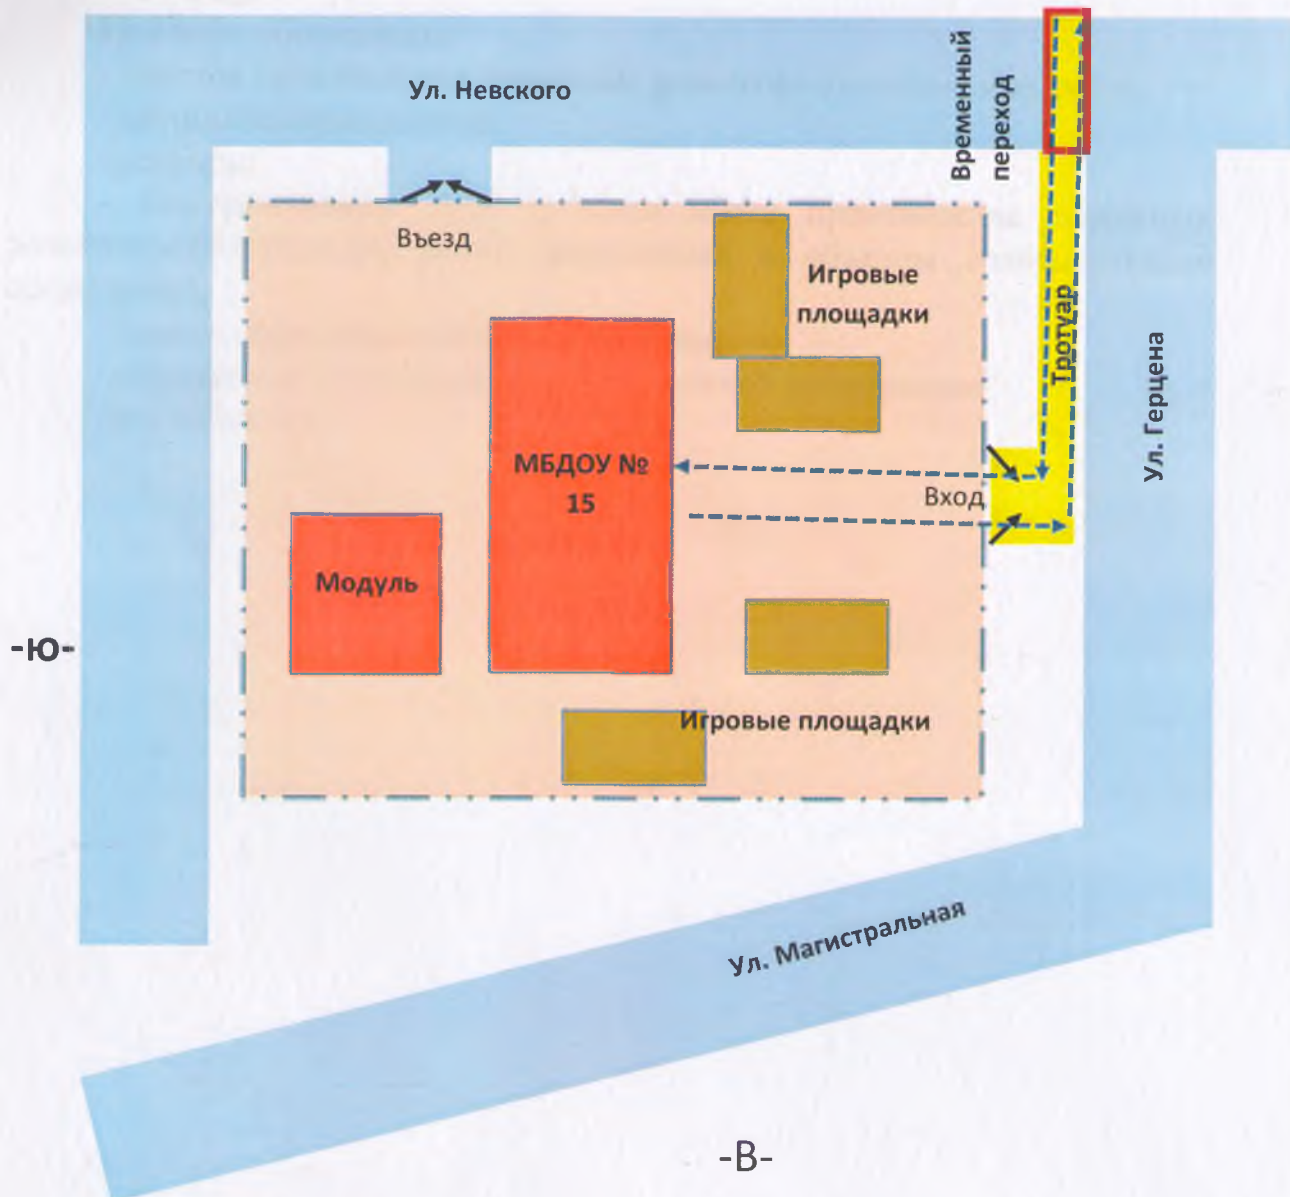 Ул. Невского
Временный
переход
Въезд
Игровые
площадки
Тротуар
Ул. Герцена
МБДОУ №
15
Вход
Модуль
-Ю-
Игровые площадки
Ул. Магистральная
-В-